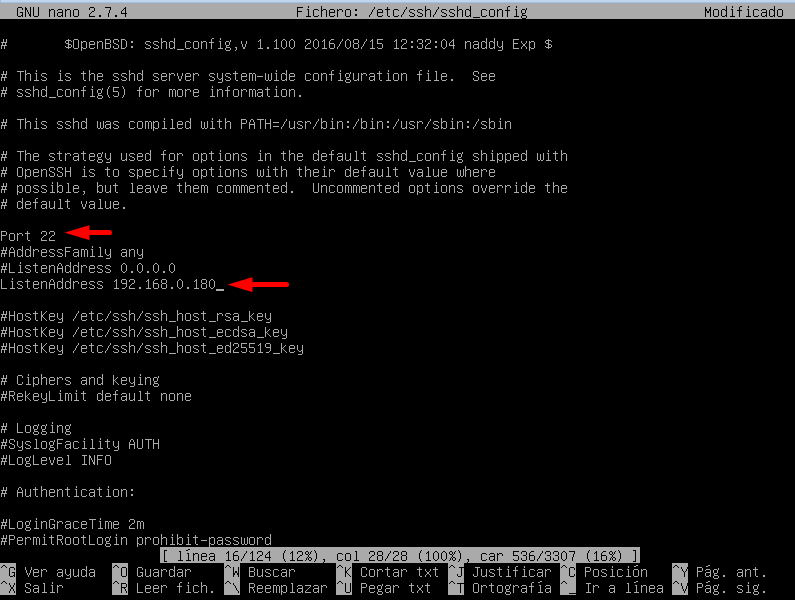 GNU nano 2.7.4 Fichero: /etc/ssh/sshd_config Modificado
# $OpenBSD: sshd_config,v 1.100 2016/08/15 12:32:04 naddy Exp $
# This is the sshd server system-wide configuration file. See
# sshd_config(5) for more information.
# This sshd was compiled with PATH=/usr/bin:/bin:/usr/sbin:/sbin
# The strategy used for options in the default sshd_config shipped with
# OpenSSH is to specify options with their default value where
# possible, but leave them commented. Uncommented options override the
# default value.
Port 22
#AddressFamily any
#ListenAddress 0.0.0.0
ListenAddress 192.168.0.180_
#HostKey /etc/ssh/ssh_host_rsa_key
#HostKey /etc/ssh/ssh_host_ecdsa_key
#HostKey /etc/ssh/ssh_host_ed25519_key
# Ciphers and keying
#RekeyLimit default none
# Logging
#SyslogFacility AUTH
#LogLevel INFO
# Authentication:
#LoginGraceTime 2m
#PermitRootLogin prohibit-password
[ línea 16/124 (12%), col 28/28 (100%), car 536/3307 (16%) ]
^G Ver ayuda ^O Guardar ^W Buscar ^K Cortar txt ^J Justificar ^C Posición ^Y Pág. ant.
^X Salir ^R Leer fich. ^\ Reemplazar ^U Pegar txt ^T Ortografía ^_ Ir a línea ^V Pág. sig.